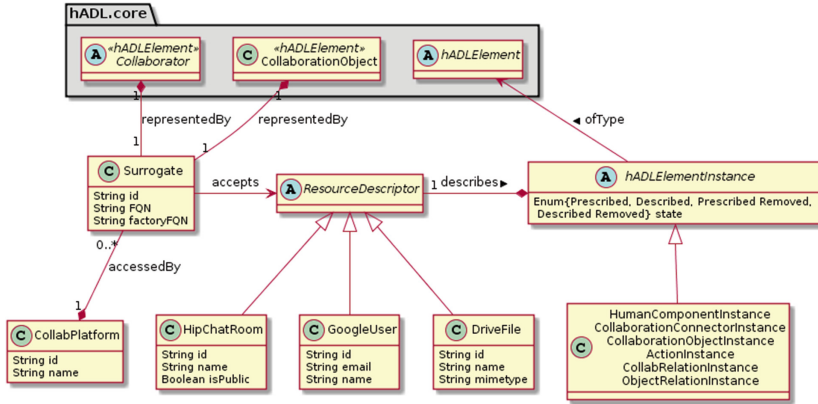 hADL.core
A «hADLElement»
Collaborator
C «hADLElement»
CollaborationObject
A hADLElement
1
1
representedBy
representedBy
◀ ofType
1
1
C Surrogate
String id
String FQN
String factoryFQN
accepts
A ResourceDescriptor
1 describes▶
A hADLElementInstance
Enum{Prescribed, Described, Prescribed Removed,
Described Removed} state
0..*
accessedBy
1
C CollabPlatform
String id
String name
C HipChatRoom
String id
String name
Boolean isPublic
C GoogleUser
String id
String email
String name
C DriveFile
String id
String name
String mimetype
C
HumanComponentInstance
CollaborationConnectorInstance
CollaborationObjectInstance
ActionInstance
CollabRelationInstance
ObjectRelationInstance